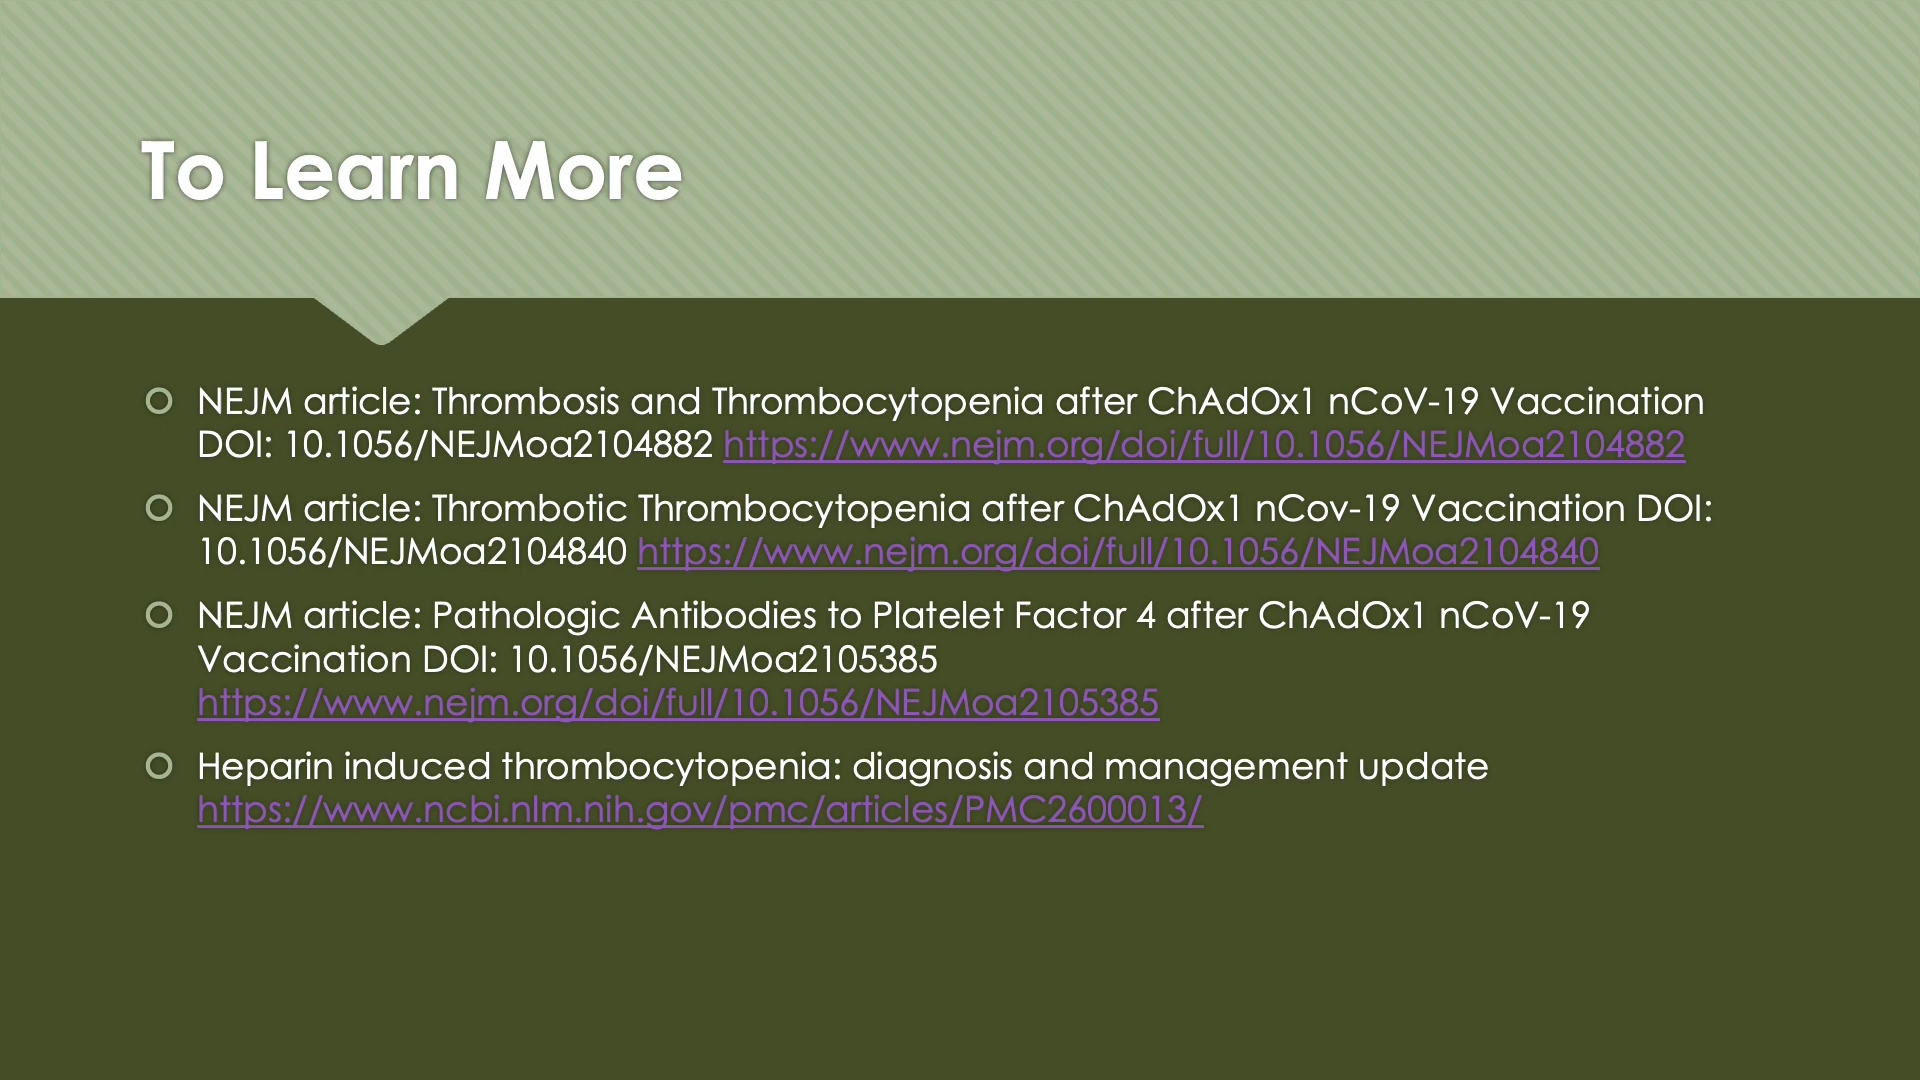 To Learn More
NEJM article: Thrombosis and Thrombocytopenia after ChAdOx1 nCoV-19 Vaccination
DOI: 10.1056/NEJMoa2104882 https://www.nejm.org/doi/full/10.1056/NEJMoa2104882
NEJM article: Thrombotic Thrombocytopenia after ChAdOx1 nCov-19 Vaccination DOI:
10.1056/NEJMoa2104840 https://www.nejm.org/doi/full/10.1056/NEJMoa2104840
NEJM article: Pathologic Antibodies to Platelet Factor 4 after ChAdOx1 nCoV-19
Vaccination DOI: 10.1056/NEJMoa2105385
https://www.nejm.org/doi/full/10.1056/NEJMoa2105385
Heparin induced thrombocytopenia: diagnosis and management update
https://www.ncbi.nlm.nih.gov/pmc/articles/PMC2600013/